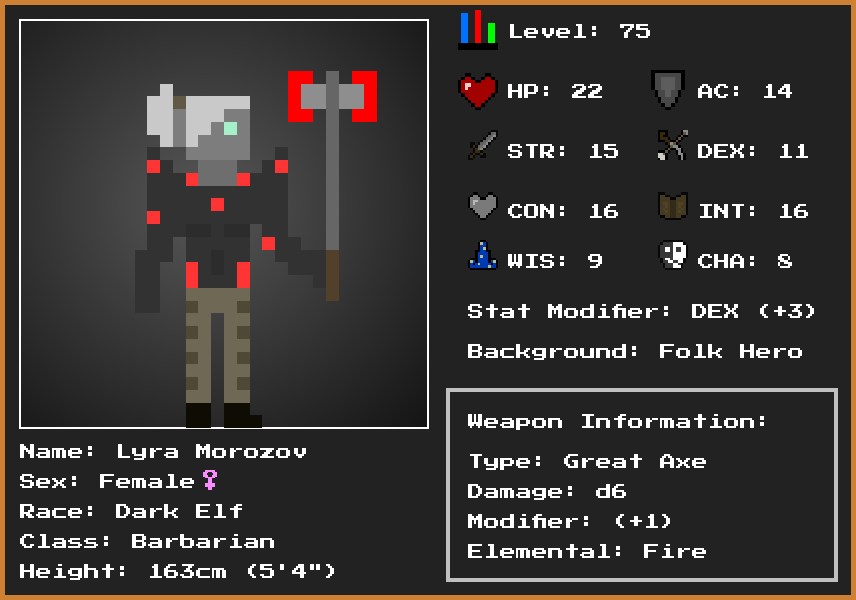 Level: 75
HP: 22
AC: 14
STR: 15
DEX: 11
CON: 16
INT: 16
WIS: 9
CHA: 8
Stat Modifier: DEX (+3)
Background: Folk Hero
Weapon Information:
Type: Great Axe
Damage: d6
Modifier: (+1)
Elemental: Fire
Name: Lyra Morozov
Sex: Female♀
Race: Dark Elf
Class: Barbarian
Height: 163cm (5'4")